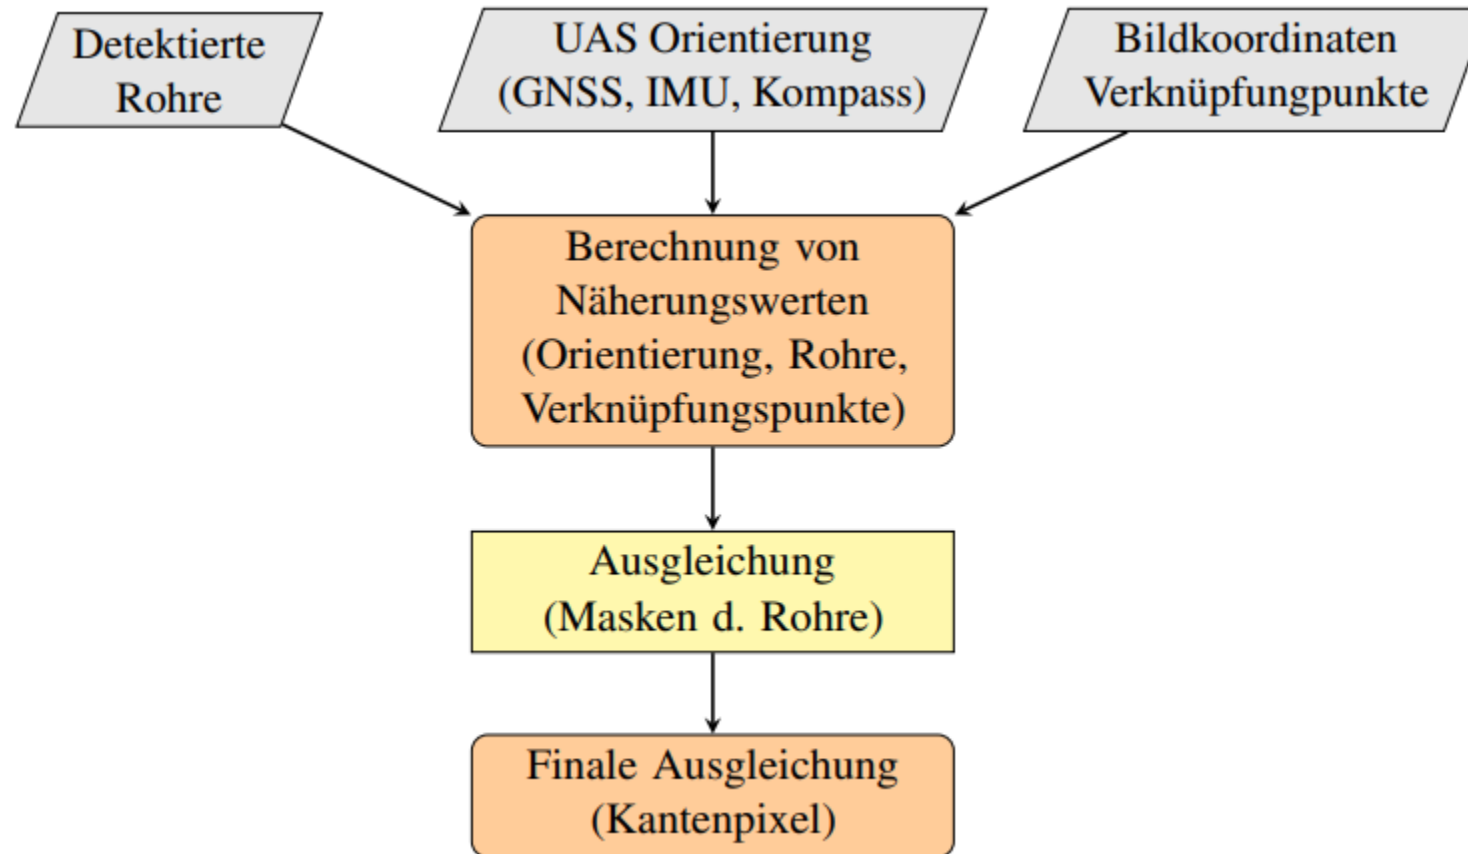 Detektierte
Rohre
UAS Orientierung
(GNSS, IMU, Kompass)
Bildkoordinaten
Verknüpfungpunkte
Berechnung von
Näherungswerten
(Orientierung, Rohre,
Verknüpfungspunkte)
Ausgleichung
(Masken d. Rohre)
Finale Ausgleichung
(Kantenpixel)